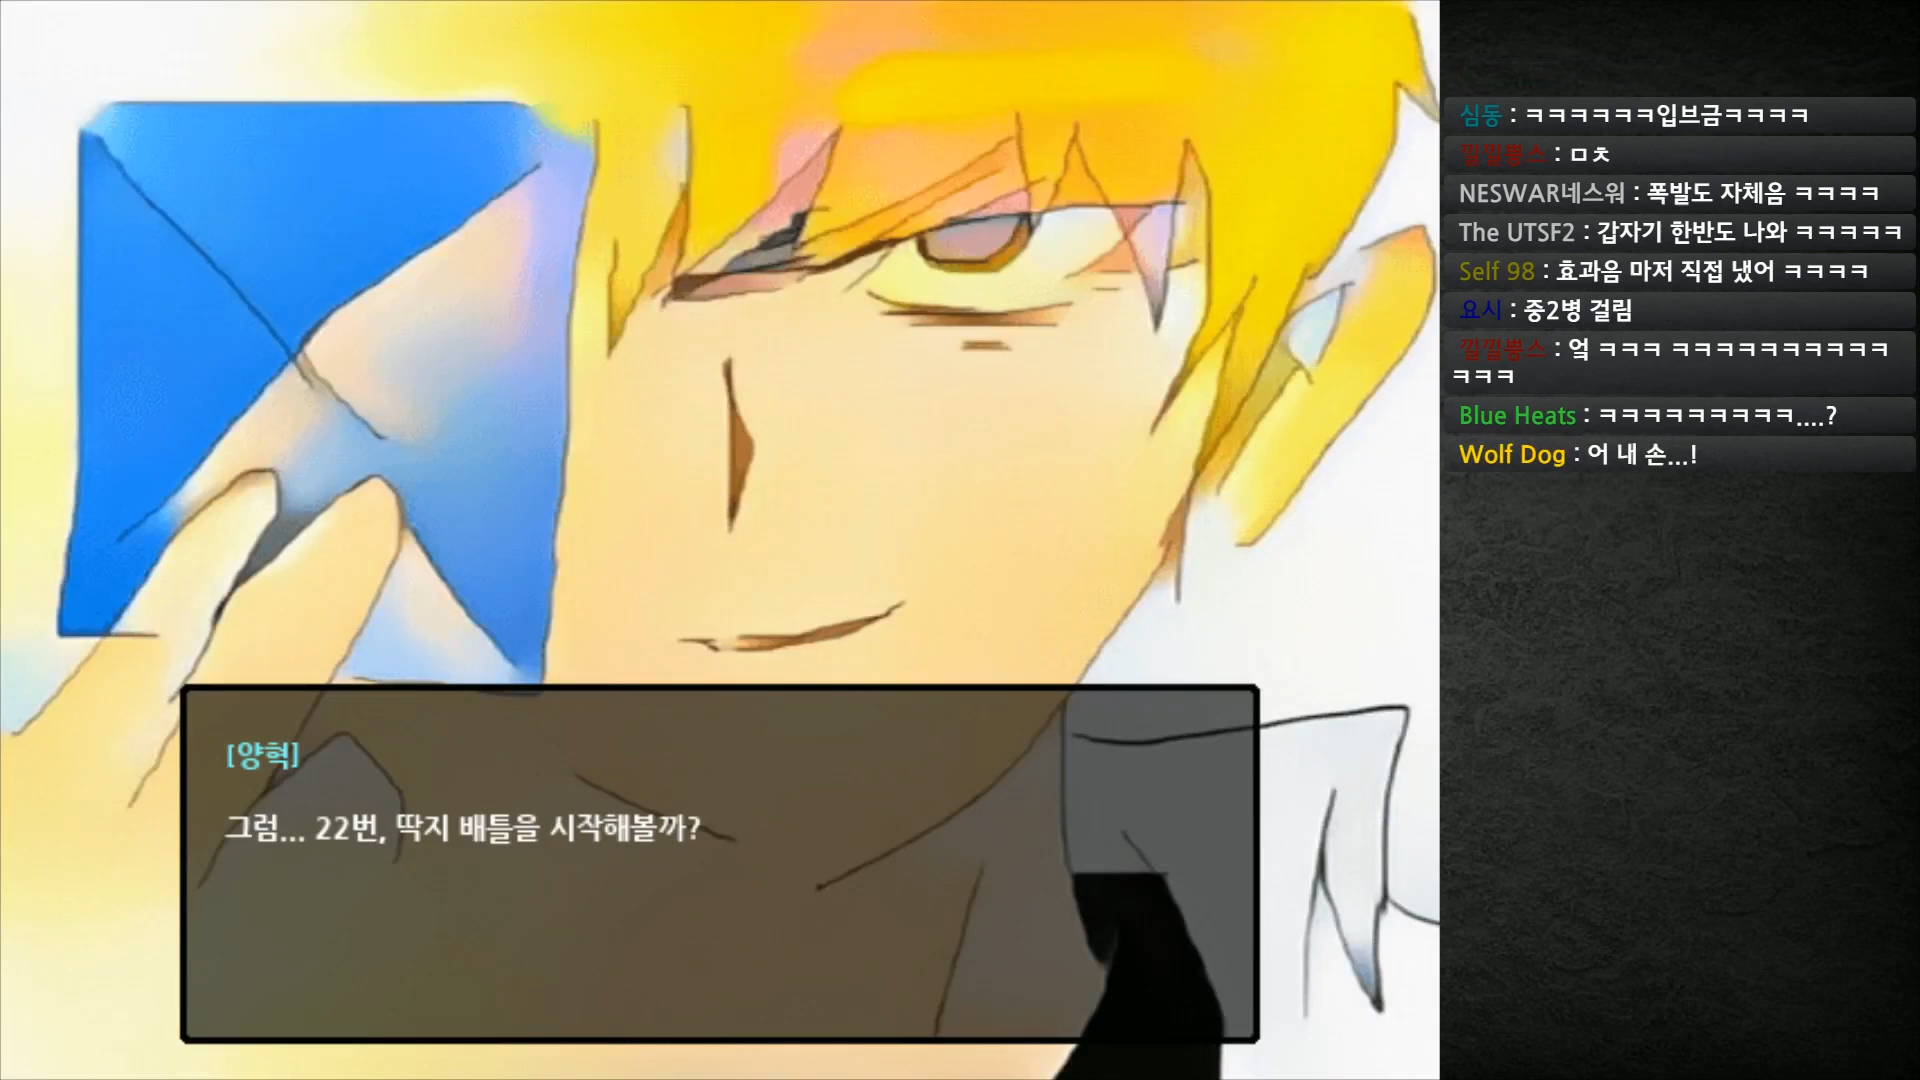 [양혁]
그럼... 22번, 딱지 배틀을 시작해볼까?
심동 : ㅋㅋㅋㅋㅋㅋ입브금ㅋㅋㅋㅋ
낄낄뿡스 : ㅁㅊ
NESWAR네스워 : 폭발도 자체음 ㅋㅋㅋㅋ
The UTSF2 : 갑자기 한반도 나와 ㅋㅋㅋㅋㅋ
Self 98 : 효과음 마저 직접 냈어 ㅋㅋㅋㅋ
요시 : 중2병 걸림
낄낄뿡스 : 엌 ㅋㅋㅋ ㅋㅋㅋㅋㅋㅋㅋㅋㅋㅋ
ㅋㅋㅋ
Blue Heats : ㅋㅋㅋㅋㅋㅋㅋㅋㅋ....?
Wolf Dog : 어 내 손...!